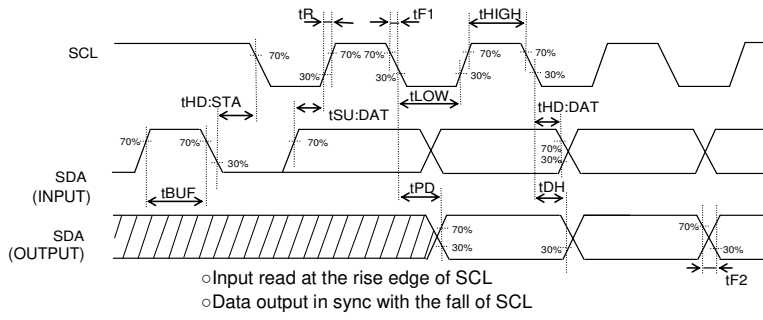 tR tF1 tHIGH
SCL 70% 70% 70% 70% 70%
30% 30% 30% 30%
tHD:STA tLOW
tSU:DAT tHD:DAT
70% 70% 70% 70%
SDA 30% 30%
(INPUT) tBUF tPD tDH
SDA 70% 70%
(OUTPUT) 30% 30% 30%
tF2
○Input read at the rise edge of SCL
○Data output in sync with the fall of SCL